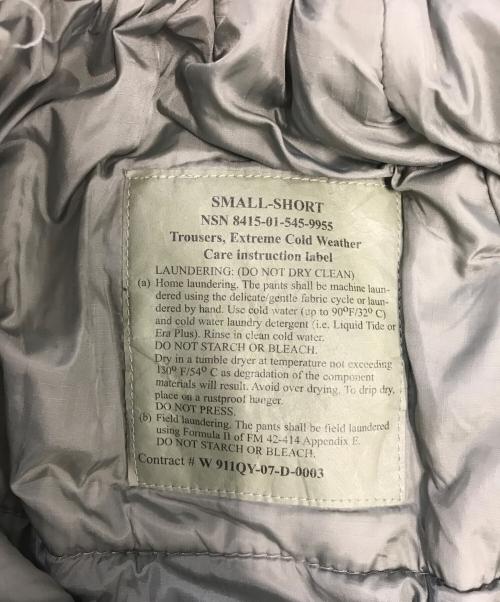 SMALL-SHORT
NSN 8415-01-545-9955
Trousers, Extreme Cold Weather
Care instruction label
LAUNDERING: (DO NOT DRY CLEAN)
(a) Home laundering. The pants shall be machine laun-
dered using the delicate/gentle fabric cycle or laun-
dered by hand. Use cold water (up to 90°F/32° C)
and cold water laundry detergent (i.e. Liquid Tide or
Era Plus). Rinse in clean cold water.
DO NOT STARCH OR BLEACH.
Dry in a tumble dryer at temperature not exceeding
130° F/54° C as degradation of the component
materials will result. Avoid over drying. To drip dry,
place on a rustproof hanger.
DO NOT PRESS.
(b) Field laundering. The pants shall be field laundered
using Formula II of FM 42-414 Appendix E.
DO NOT STARCH OR BLEACH.
Contract # W 911QY-07-D-0003